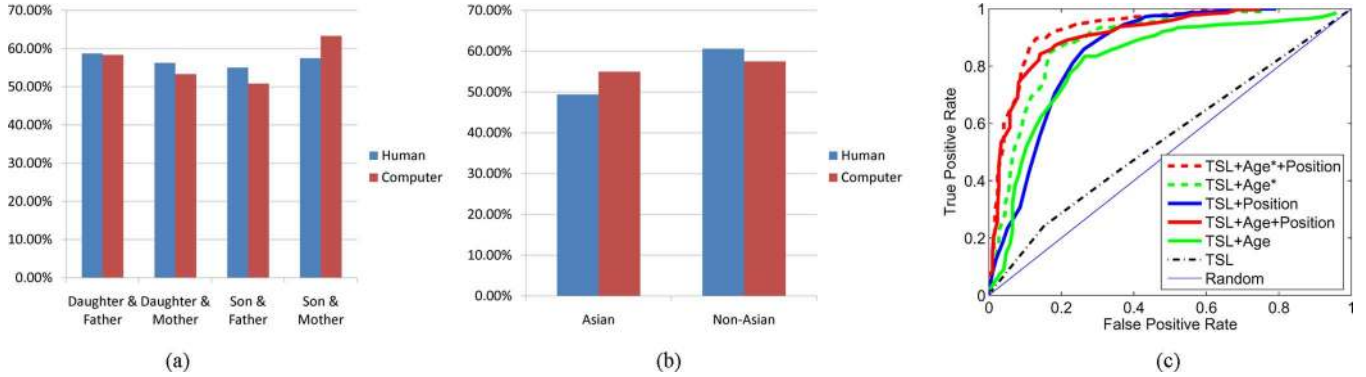 70.00%
60.00%
50.00%
40.00%
30.00%
20.00%
10.00%
0.00%
Daughter & Father
Daughter & Mother
Son & Father
Son & Mother
Human
Computer
(a)
70.00%
60.00%
50.00%
40.00%
30.00%
20.00%
10.00%
0.00%
Asian
Non-Asian
Human
Computer
(b)
True Positive Rate
1
0.8
0.6
0.4
0.2
0
0
0.2
0.4
0.6
0.8
1
False Positive Rate
TSL+Age*+Position
TSL+Age*
TSL+Position
TSL+Age+Position
TSL+Age
TSL
Random
(c)